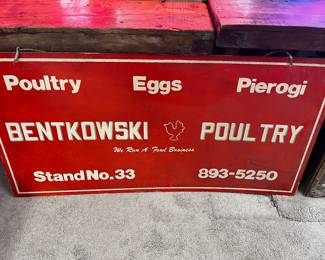 Poultry Eggs Pierogi
BENTKOWSKI POULTRY
We Run A Fowl Business
Stand No. 33 893-5250